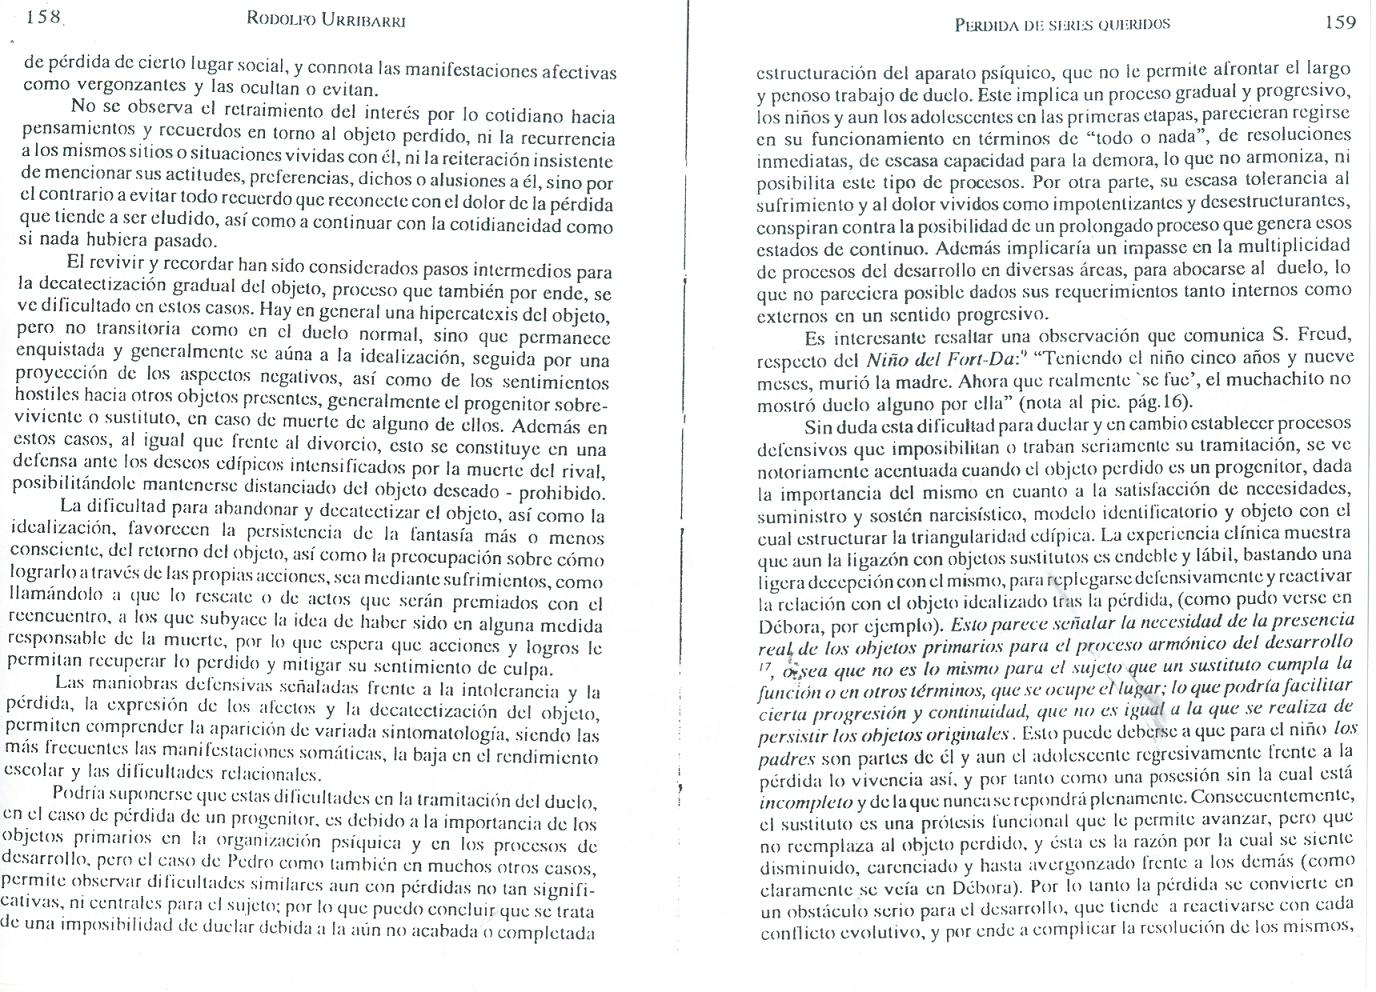 158
RODOLFO URRIBARRI
de pérdida de cierto lugar social, y connota las manifestaciones afectivas
como vergonzantes y las ocultan o evitan.
No se observa el retraimiento del interés por lo cotidiano hacia
pensamientos y recuerdos en torno al objeto perdido, ni la recurrencia
a los mismos sitios o situaciones vividas con él, ni la reiteración insistente
de mencionar sus actitudes, preferencias, dichos o alusiones a él, sino por
el contrario a evitar todo recuerdo que reconecte con el dolor de la pérdida
que tiende a ser eludido, así como a continuar con la cotidianeidad como
si nada hubiera pasado.
El revivir y recordar han sido considerados pasos intermedios para
la decatectización gradual del objeto, proceso que también por ende, se
ve dificultado en estos casos. Hay en general una hipercatexis del objeto,
pero no transitoria como en el duelo normal, sino que permanece
enquistada y generalmente se aúna a la idealización, seguida por una
proyección de los aspectos negativos, así como de los sentimientos
hostiles hacia otros objetos presentes, generalmente el progenitor sobre-
viviente o sustituto, en caso de muerte de alguno de ellos. Además en
estos casos, al igual que frente al divorcio, esto se constituye en una
defensa ante los deseos edípicos intensificados por la muerte del rival,
posibilitándole mantenerse distanciado del objeto deseado - prohibido.
La dificultad para abandonar y decatectizar el objeto, así como la
idealización, favorecen la persistencia de la fantasía más o menos
consciente, del retorno del objeto, así como la preocupación sobre cómo
lograrlo a través de las propias acciones, sea mediante sufrimientos, como
llamándolo a que lo rescate o de actos que serán premiados con el
reencuentro, a los que subyace la idea de haber sido en alguna medida
responsable de la muerte, por lo que espera que acciones y logros le
permitan recuperar lo perdido y mitigar su sentimiento de culpa.
Las maniobras defensivas señaladas frente a la intolerancia y la
pérdida, la expresión de los afectos y la decatectización del objeto,
permiten comprender la aparición de variada sintomatología, siendo las
más frecuentes las manifestaciones somáticas, la baja en el rendimiento
escolar y las dificultades relacionales.
Podría suponerse que estas dificultades en la tramitación del duelo,
en el caso de pérdida de un progenitor, es debido a la importancia de los
objetos primarios en la organización psíquica y en los procesos de
desarrollo, pero el caso de Pedro como también en muchos otros casos,
permite observar dificultades similares aun con pérdidas no tan signifi-
cativas, ni centrales para el sujeto; por lo que puedo concluir que se trata
de una imposibilidad de duelar debida a la aún no acabada o completada
PERDIDA DE SERES QUERIDOS
159
estructuración del aparato psíquico, que no le permite afrontar el largo
y penoso trabajo de duelo. Este implica un proceso gradual y progresivo,
los niños y aun los adolescentes en las primeras etapas, parecieran regirse
en su funcionamiento en términos de “todo o nada”, de resoluciones
inmediatas, de escasa capacidad para la demora, lo que no armoniza, ni
posibilita este tipo de procesos. Por otra parte, su escasa tolerancia al
sufrimiento y al dolor vividos como impotentizantes y desestructurantes,
conspiran contra la posibilidad de un prolongado proceso que genera esos
estados de continuo. Además implicaría un impasse en la multiplicidad
de procesos del desarrollo en diversas áreas, para abocarse al duelo, lo
que no pareciera posible dados sus requerimientos tanto internos como
externos en un sentido progresivo.
Es interesante resaltar una observación que comunica S. Freud,
respecto del Niño del Fort-Da:⁹ “Teniendo el niño cinco años y nueve
meses, murió la madre. Ahora que realmente `se fue’, el muchachito no
mostró duelo alguno por ella” (nota al pie. pág.16).
Sin duda esta dificultad para duelar y en cambio establecer procesos
defensivos que imposibilitan o traban seriamente su tramitación, se ve
notoriamente acentuada cuando el objeto perdido es un progenitor, dada
la importancia del mismo en cuanto a la satisfacción de necesidades,
suministro y sostén narcisístico, modelo identificatorio y objeto con el
cual estructurar la triangularidad edípica. La experiencia clínica muestra
que aun la ligazón con objetos sustitutos es endeble y lábil, bastando una
ligera decepción con el mismo, para replegarse defensivamente y reactivar
la relación con el objeto idealizado tras la pérdida, (como pudo verse en
Débora, por ejemplo). Esto parece señalar la necesidad de la presencia
real de los objetos primarios para el proceso armónico del desarrollo
¹⁷, o sea que no es lo mismo para el sujeto que un sustituto cumpla la
función o en otros términos, que se ocupe el lugar; lo que podría facilitar
cierta progresión y continuidad, que no es igual a la que se realiza de
persistir los objetos originales. Esto puede deberse a que para el niño los
padres son partes de él y aun el adolescente regresivamente frente a la
pérdida lo vivencia así, y por tanto como una posesión sin la cual está
incompleto y de la que nunca se repondrá plenamente. Consecuentemente,
el sustituto es una prótesis funcional que le permite avanzar, pero que
no reemplaza al objeto perdido, y ésta es la razón por la cual se siente
disminuido, carenciado y hasta avergonzado frente a los demás (como
claramente se veía en Débora). Por lo tanto la pérdida se convierte en
un obstáculo serio para el desarrollo, que tiende a reactivarse con cada
conflicto evolutivo, y por ende a complicar la resolución de los mismos,